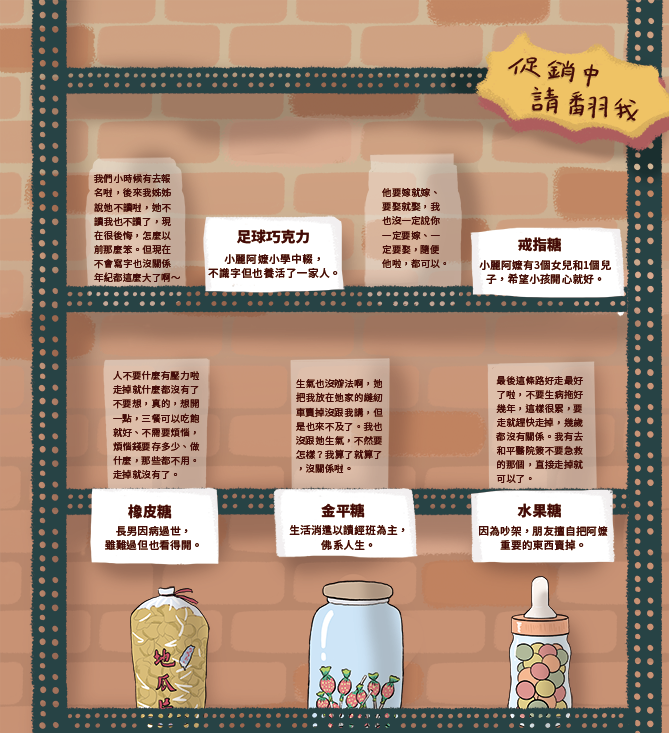 促銷中
請翻我
我們小時候有去報
名啦，後來我姊姊
說她不讀啦，她不
讀我也不讀了，現
在很後悔，怎麼以
前那麼笨。但現在
不會寫字也沒關係
年紀都這麼大了啊～
足球巧克力
小麗阿嬤小學中輟，
不識字但也養活了一家人。
他要嫁就嫁、
要娶就娶，我
也沒一定說你
一定要嫁、一
定要娶，隨便
他啦，都可以。
戒指糖
小麗阿嬤有3個女兒和1個兒
子，希望小孩開心就好。
人不要什麼有壓力啦
走掉就什麼都沒有了
不要想，真的，想開
一點，三餐可以吃飽
就好、不需要煩惱，
煩惱錢要存多少、做
什麼，那些都不用。
走掉就沒有了。
橡皮糖
長男因病過世，
雖難過但也看得開。
生氣也沒辦法啊，她
把我放在他家的縫紉
車賣掉沒跟我講，但
是也來不及了。我也
沒跟她生氣，不然要
怎樣？我算了就算了
，沒關係啦。
金平糖
生活消遣以讀經班為主，
佛系人生。
最後這條路好走最好
了啦，不要生病拖好
幾年，這樣很累，要
走就趕快走掉，幾歲
都沒有關係。我有去
和平醫院簽不要急救
的那個，直接走掉就
可以了。
水果糖
因為吵架，朋友擅自把阿嬤
重要的東西賣掉。
地
瓜